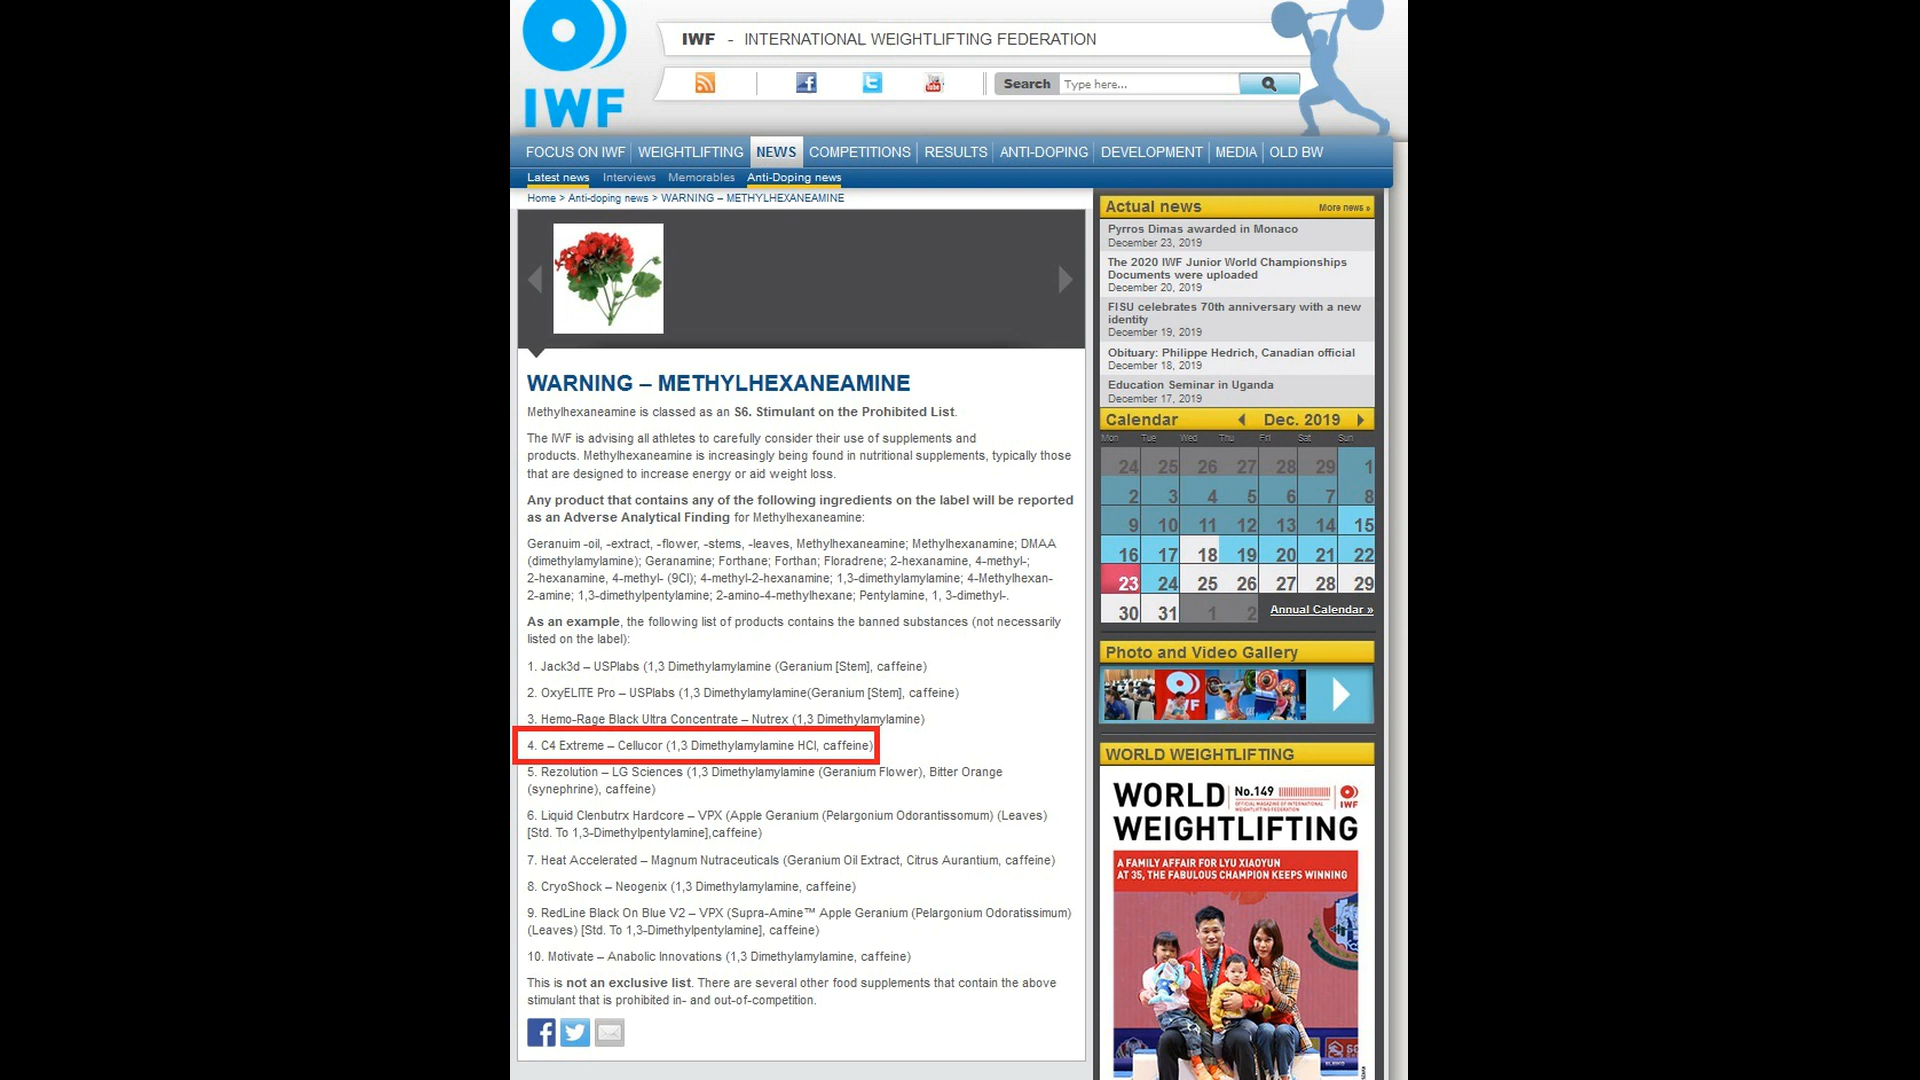 IWF - INTERNATIONAL WEIGHTLIFTING FEDERATION
Search Type here...
IWF
FOCUS ON IWF WEIGHTLIFTING NEWS COMPETITIONS RESULTS ANTI-DOPING DEVELOPMENT MEDIA OLD BW
Latest news Interviews Memorables Anti-Doping news
Home > Anti-doping news > WARNING – METHYLHEXANEAMINE
WARNING – METHYLHEXANEAMINE
Methylhexaneamine is classed as an S6. Stimulant on the Prohibited List.
The IWF is advising all athletes to carefully consider their use of supplements and
products. Methylhexaneamine is increasingly being found in nutritional supplements, typically those
that are designed to increase energy or aid weight loss.
Any product that contains any of the following ingredients on the label will be reported
as an Adverse Analytical Finding for Methylhexaneamine:
Geranuim -oil, -extract, -flower, -stems, -leaves, Methylhexaneamine; Methylhexanamine; DMAA
(dimethylamylamine); Geranamine; Forthane; Forthan; Floradrene; 2-hexanamine, 4-methyl-;
2-hexanamine, 4-methyl- (9CI); 4-methyl-2-hexanamine; 1,3-dimethylamylamine; 4-Methylhexan-
2-amine; 1,3-dimethylpentylamine; 2-amino-4-methylhexane; Pentylamine, 1, 3-dimethyl-.
As an example, the following list of products contains the banned substances (not necessarily
listed on the label):
1. Jack3d – USPlabs (1,3 Dimethylamylamine (Geranium [Stem], caffeine)
2. OxyELITE Pro – USPlabs (1,3 Dimethylamylamine(Geranium [Stem], caffeine)
3. Hemo-Rage Black Ultra Concentrate – Nutrex (1,3 Dimethylamylamine)
4. C4 Extreme – Cellucor (1,3 Dimethylamylamine HCl, caffeine)
5. Rezolution – LG Sciences (1,3 Dimethylamylamine (Geranium Flower), Bitter Orange
(synephrine), caffeine)
6. Liquid Clenbutrx Hardcore – VPX (Apple Geranium (Pelargonium Odorantissomum) (Leaves)
[Std. To 1,3-Dimethylpentylamine],caffeine)
7. Heat Accelerated – Magnum Nutraceuticals (Geranium Oil Extract, Citrus Aurantium, caffeine)
8. CryoShock – Neogenix (1,3 Dimethylamylamine, caffeine)
9. RedLine Black On Blue V2 – VPX (Supra-Amine™ Apple Geranium (Pelargonium Odoratissimum)
(Leaves) [Std. To 1,3-Dimethylpentylamine], caffeine)
10. Motivate – Anabolic Innovations (1,3 Dimethylamylamine, caffeine)
This is not an exclusive list. There are several other food supplements that contain the above
stimulant that is prohibited in- and out-of-competition.
Actual news More news »
Pyrros Dimas awarded in Monaco
December 23, 2019
The 2020 IWF Junior World Championships
Documents were uploaded
December 20, 2019
FISU celebrates 70th anniversary with a new
identity
December 19, 2019
Obituary: Philippe Hedrich, Canadian official
December 18, 2019
Education Seminar in Uganda
December 17, 2019
Calendar Dec. 2019
Mon Tue Wed Thu Fri Sat Sun
24 25 26 27 28 29 1
2 3 4 5 6 7 8
9 10 11 12 13 14 15
16 17 18 19 20 21 22
23 24 25 26 27 28 29
30 31 1 2 Annual Calendar »
Photo and Video Gallery
IWF
WORLD WEIGHTLIFTING
WORLD No.149
OFFICIAL MAGAZINE OF INTERNATIONAL
WEIGHTLIFTING FEDERATION
IWF
WEIGHTLIFTING
A FAMILY AFFAIR FOR LYU XIAOYUN
AT 35, THE FABULOUS CHAMPION KEEPS WINNING